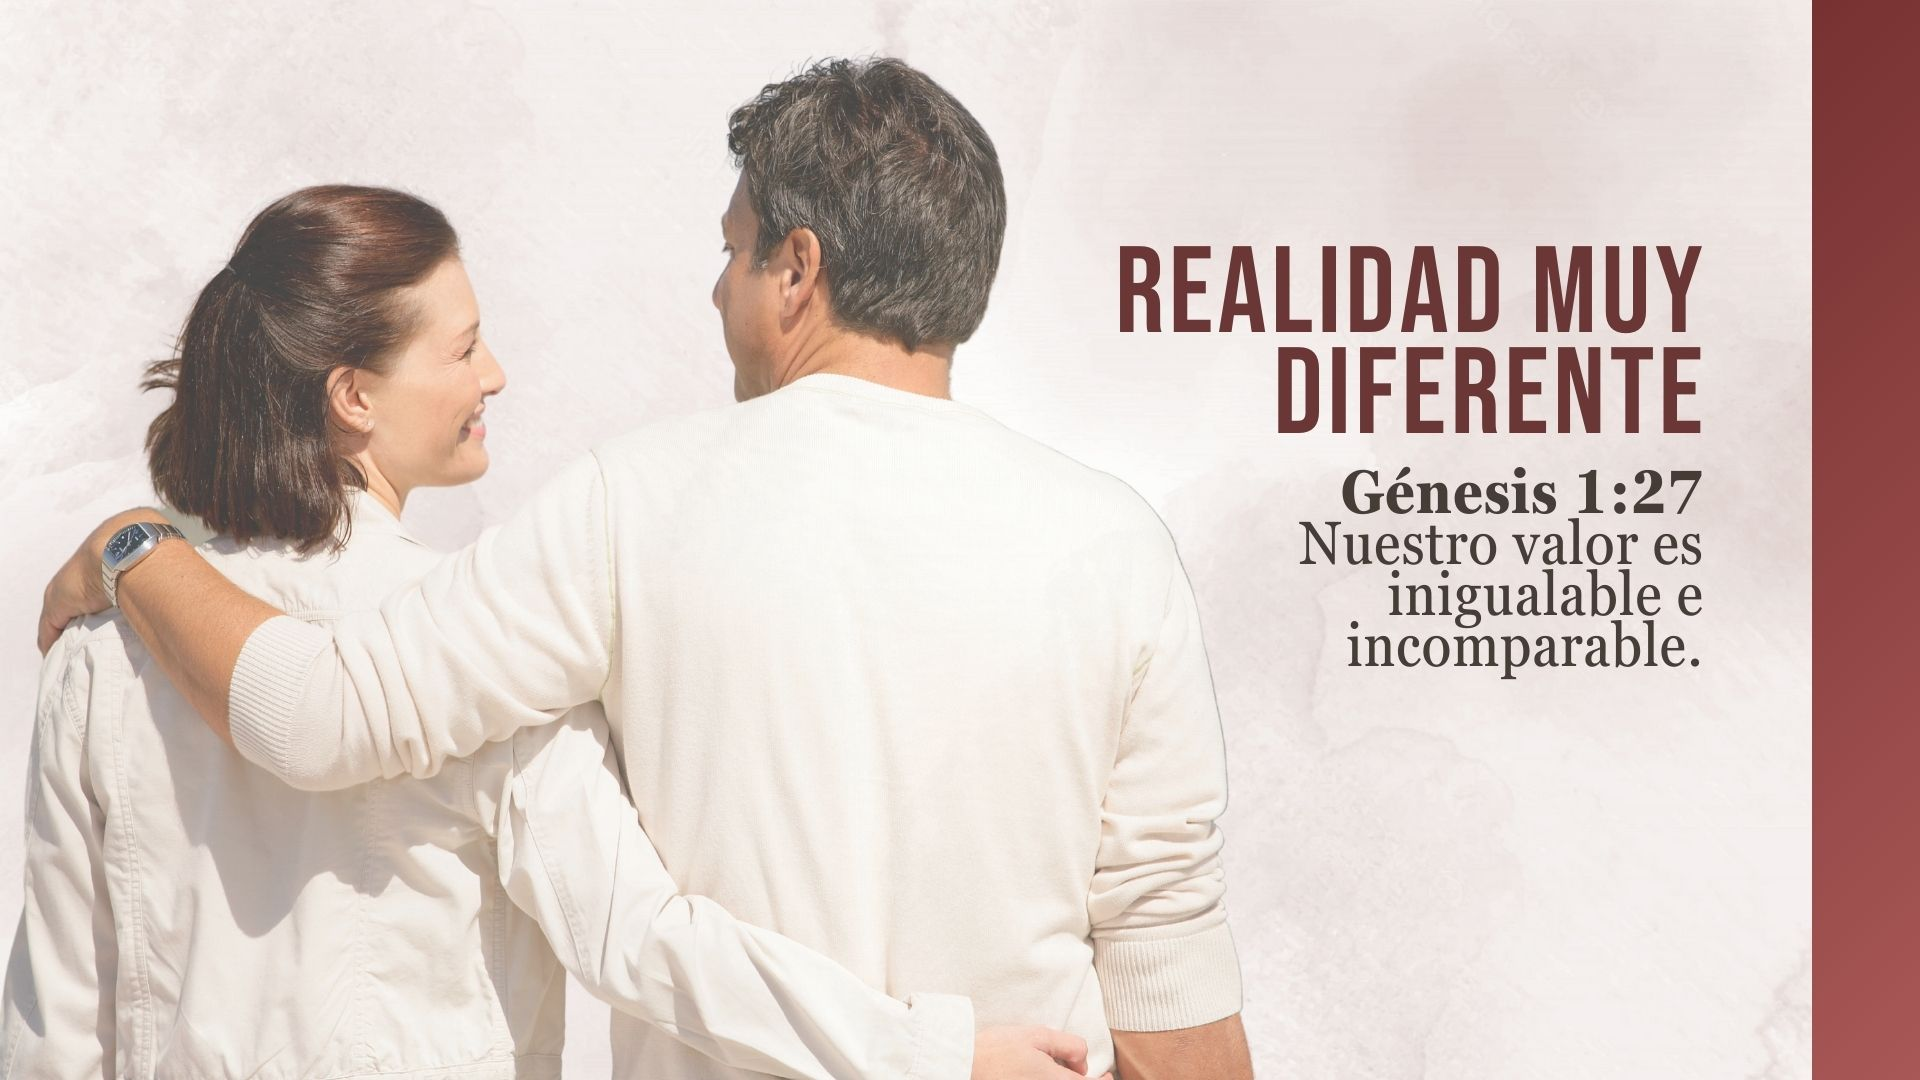 REALIDAD MUY
DIFERENTE
Génesis 1:27
Nuestro valor es
inigualable e
incomparable.